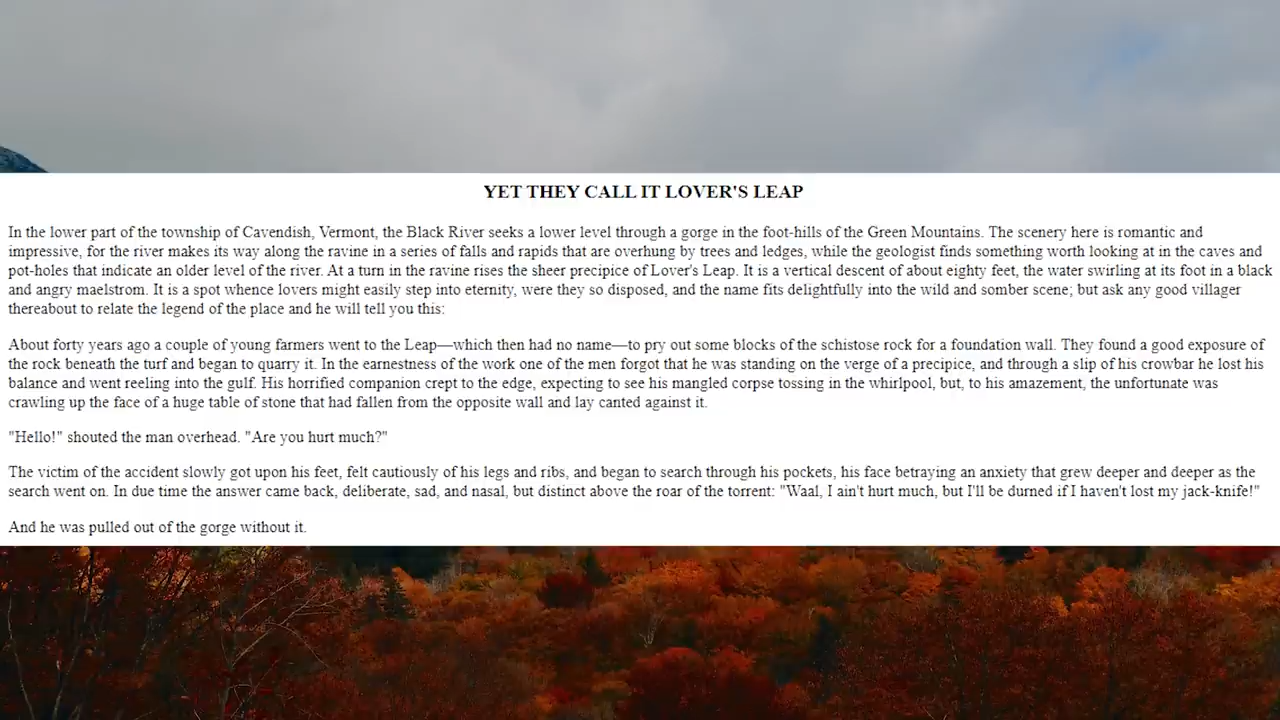 YET THEY CALL IT LOVER'S LEAP
In the lower part of the township of Cavendish, Vermont, the Black River seeks a lower level through a gorge in the foot-hills of the Green Mountains. The scenery here is romantic and
impressive, for the river makes its way along the ravine in a series of falls and rapids that are overhung by trees and ledges, while the geologist finds something worth looking at in the caves and
pot-holes that indicate an older level of the river. At a turn in the ravine rises the sheer precipice of Lover's Leap. It is a vertical descent of about eighty feet, the water swirling at its foot in a black
and angry maelstrom. It is a spot whence lovers might easily step into eternity, were they so disposed, and the name fits delightfully into the wild and somber scene; but ask any good villager
thereabout to relate the legend of the place and he will tell you this:
About forty years ago a couple of young farmers went to the Leap—which then had no name—to pry out some blocks of the schistose rock for a foundation wall. They found a good exposure of
the rock beneath the turf and began to quarry it. In the earnestness of the work one of the men forgot that he was standing on the verge of a precipice, and through a slip of his crowbar he lost his
balance and went reeling into the gulf. His horrified companion crept to the edge, expecting to see his mangled corpse tossing in the whirlpool, but, to his amazement, the unfortunate was
crawling up the face of a huge table of stone that had fallen from the opposite wall and lay canted against it.
"Hello!" shouted the man overhead. "Are you hurt much?"
The victim of the accident slowly got upon his feet, felt cautiously of his legs and ribs, and began to search through his pockets, his face betraying an anxiety that grew deeper and deeper as the
search went on. In due time the answer came back, deliberate, sad, and nasal, but distinct above the roar of the torrent: "Waal, I ain't hurt much, but I'll be durned if I haven't lost my jack-knife!"
And he was pulled out of the gorge without it.